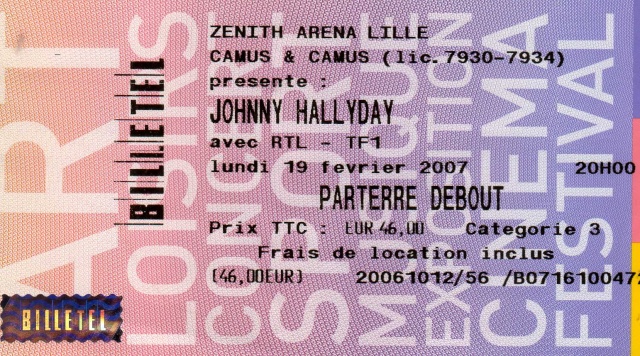 ZENITH ARENA LILLE
CAMUS & CAMUS (lic. 7930-7934)
presente :
JOHNNY HALLYDAY
avec RTL - TF1
lundi 19 fevrier 2007 20H00
PARTERRE DEBOUT
Prix TTC : EUR 46,00 Categorie 3
Frais de location inclus
(46,00EUR) 20061012/56 /B07161004
BILLETEL
BILLETEL
ART
LOISIRS
CONCERT
SPORT
MUSIQUE
EXPOSITION
CINEMA
FESTIVAL